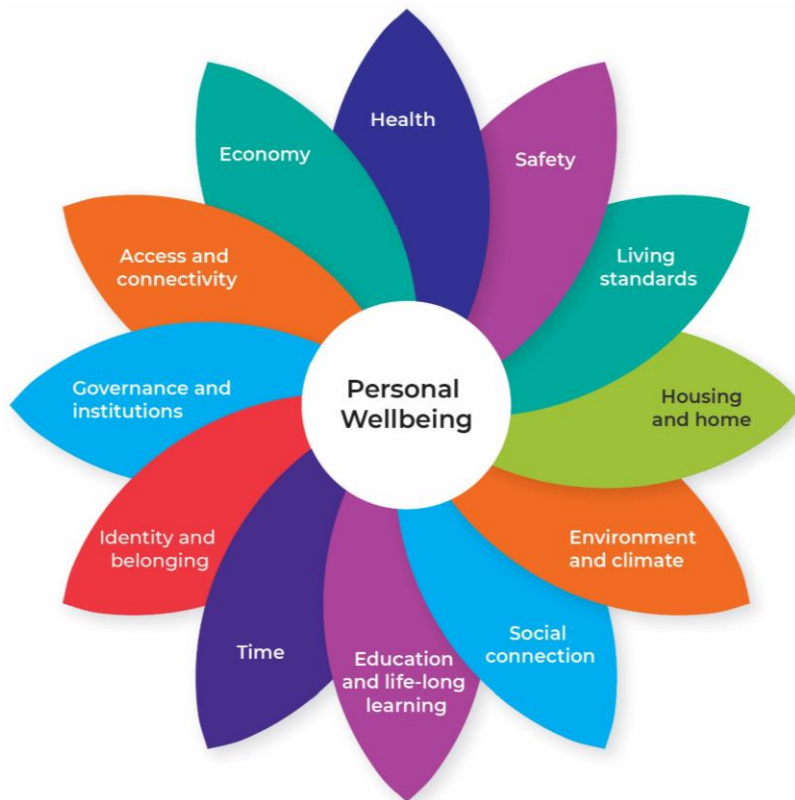 Health
Safety
Living
standards
Housing
and home
Environment
and climate
Social
connection
Education
and life-long
learning
Time
Identity and
belonging
Governance and
institutions
Access and
connectivity
Economy
Personal
Wellbeing